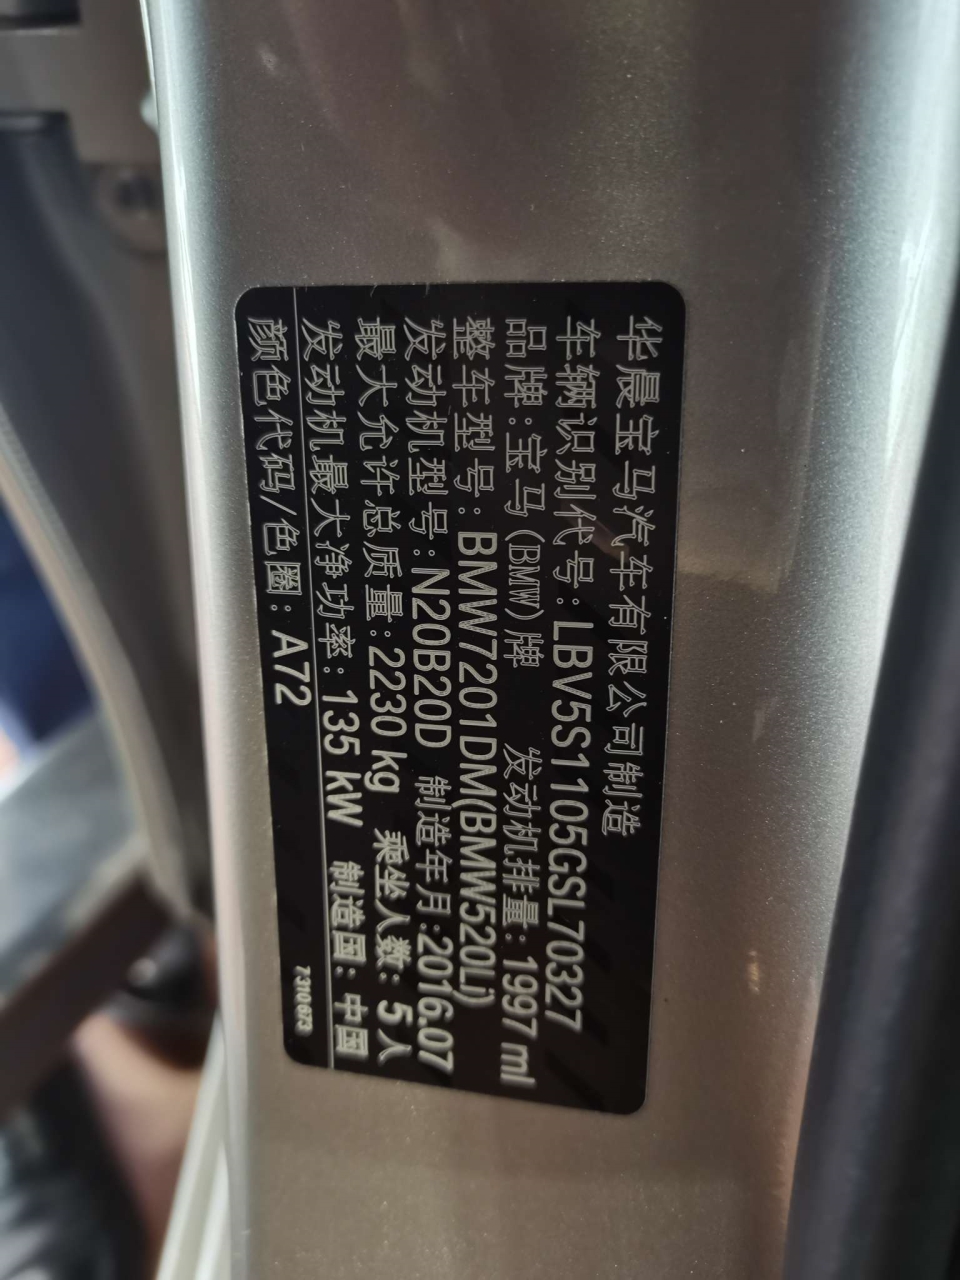 华晨宝马汽车有限公司制造
车辆识别代号:LBV5S1105GSL70327
品牌:宝马(BMW)牌 发动机排量:1997 ml
整车型号:BMW7201DM(BMW520Li)
发动机型号:N20B20D 制造年月:2016.07
最大允许总质量:2230 kg 乘坐人数:5人
发动机最大净功率:135 kW 制造国:中国
颜色代码/色圈:A72
7310673